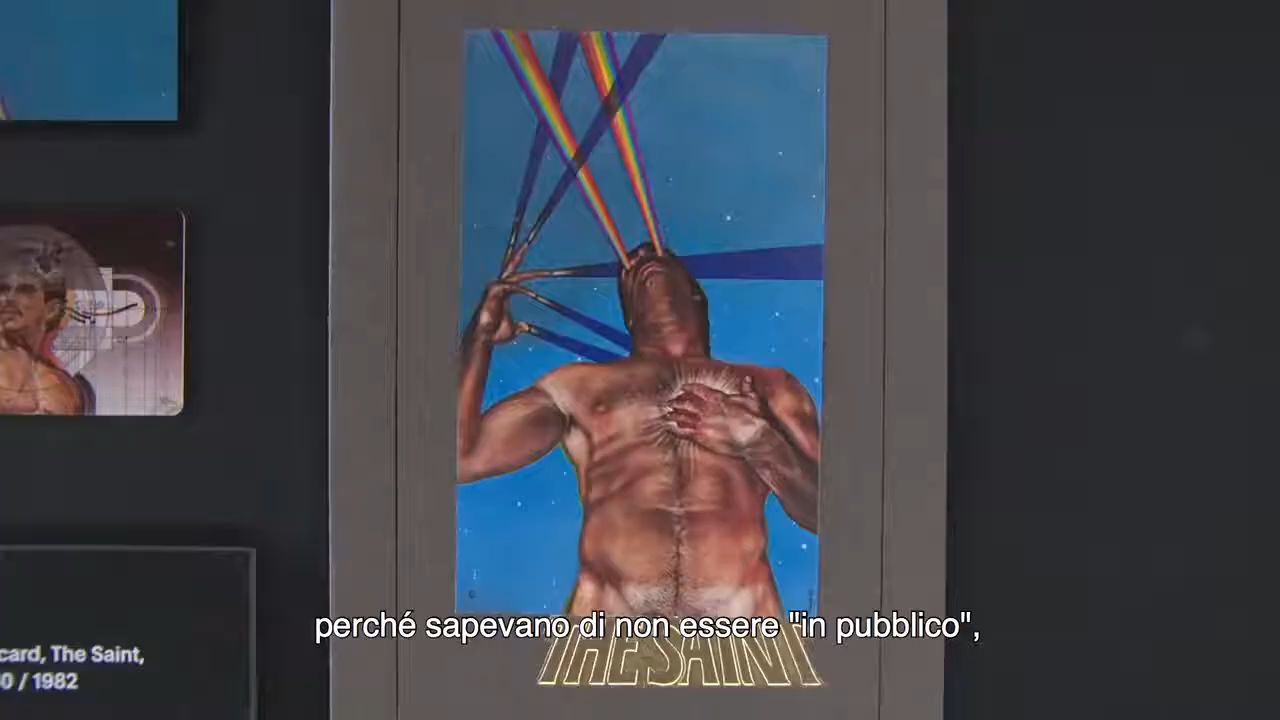 card, The Saint,
0 / 1982
perché sapevano di non essere "in pubblico",
THE SAINT